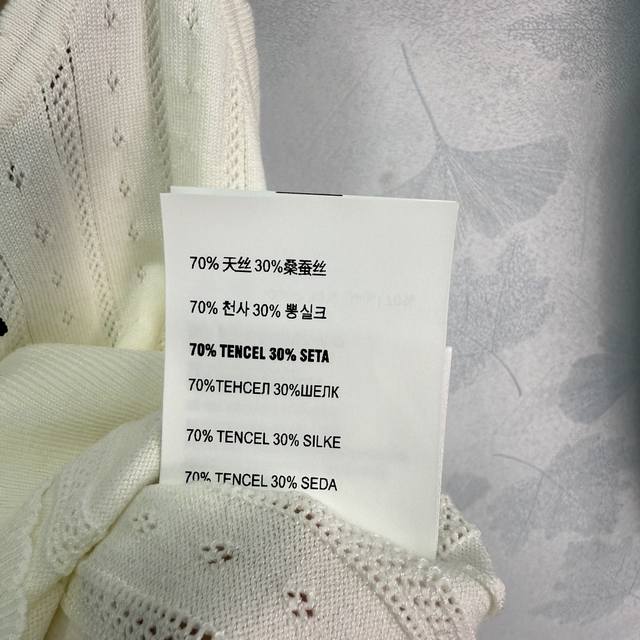 70% 天丝 30%桑蚕丝
70% 천사 30% 뽕실크
70% TENCEL 30% SETA
70%ТЕНСЕЛ 30%ШЕЛК
70% TENCEL 30% SILKE
70% TENCEL 30% SEDA